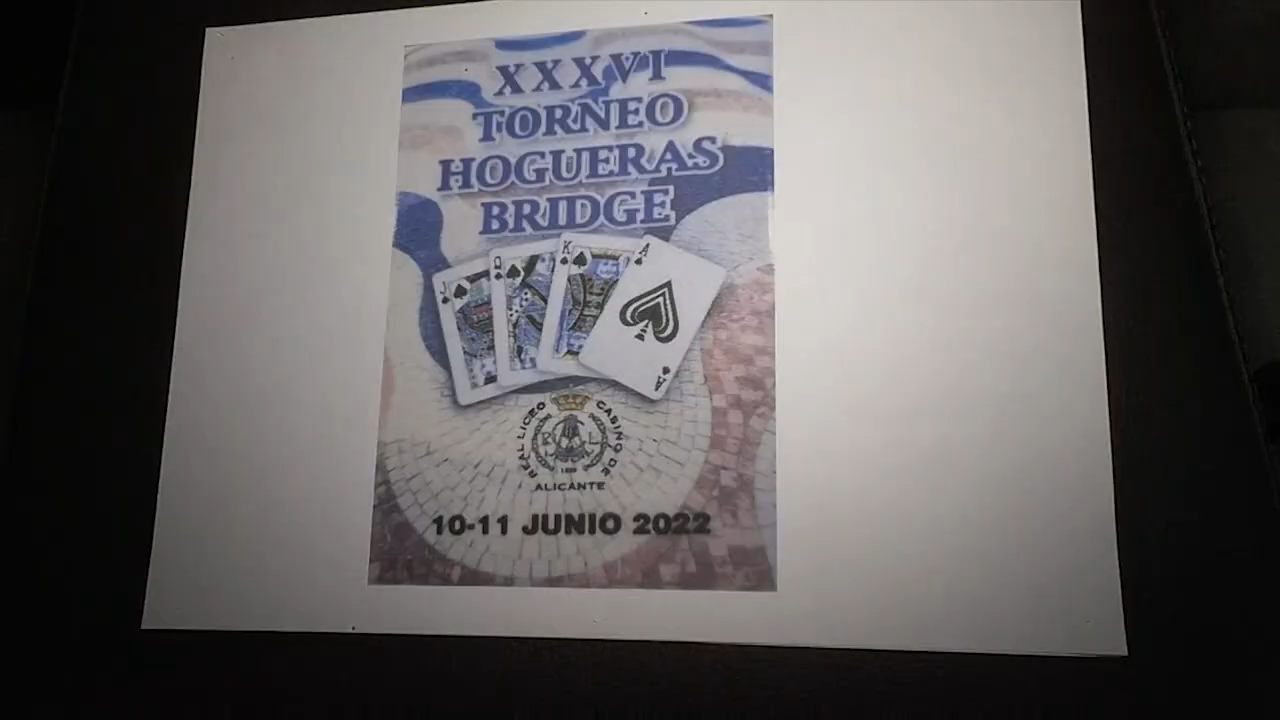 XXXVI
TORNEO
HOGUERAS
BRIDGE
J
Q
K
A
A
REAL LICEO CASINO DE
ALICANTE
10-11 JUNIO 2022